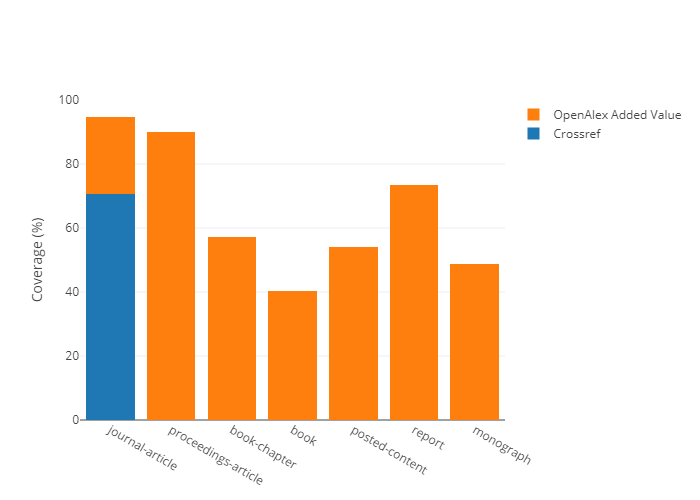 100
80
60
40
20
0
Coverage (%)
journal-article
proceedings-article
book-chapter
book
posted-content
report
monograph
OpenAlex Added Value
Crossref